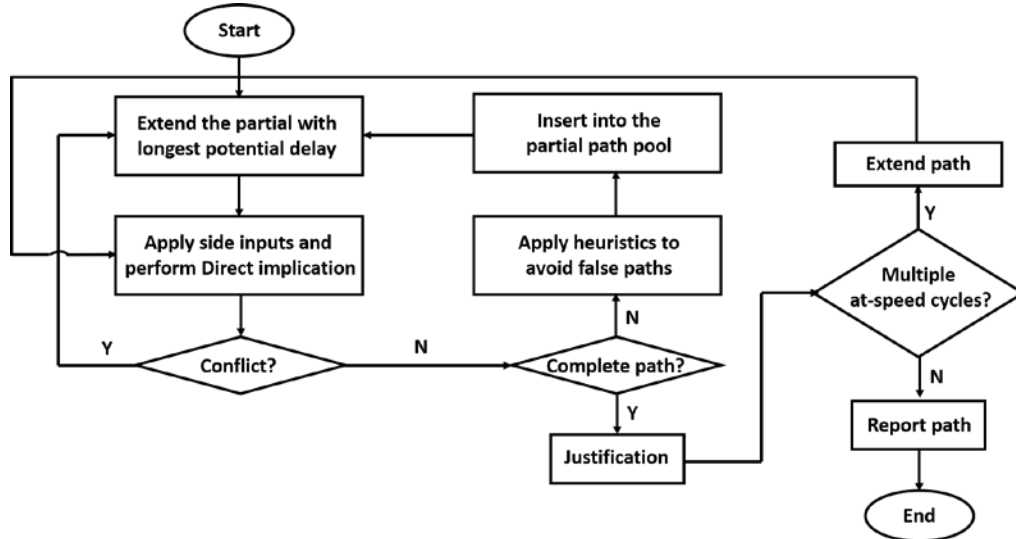 Start
Extend the partial with
longest potential delay
Apply side inputs and
perform Direct implication
Conflict?
Y
N
Complete path?
N
Apply heuristics to
avoid false paths
Insert into the
partial path pool
Y
Justification
Multiple
at-speed cycles?
Y
Extend path
N
Report path
End